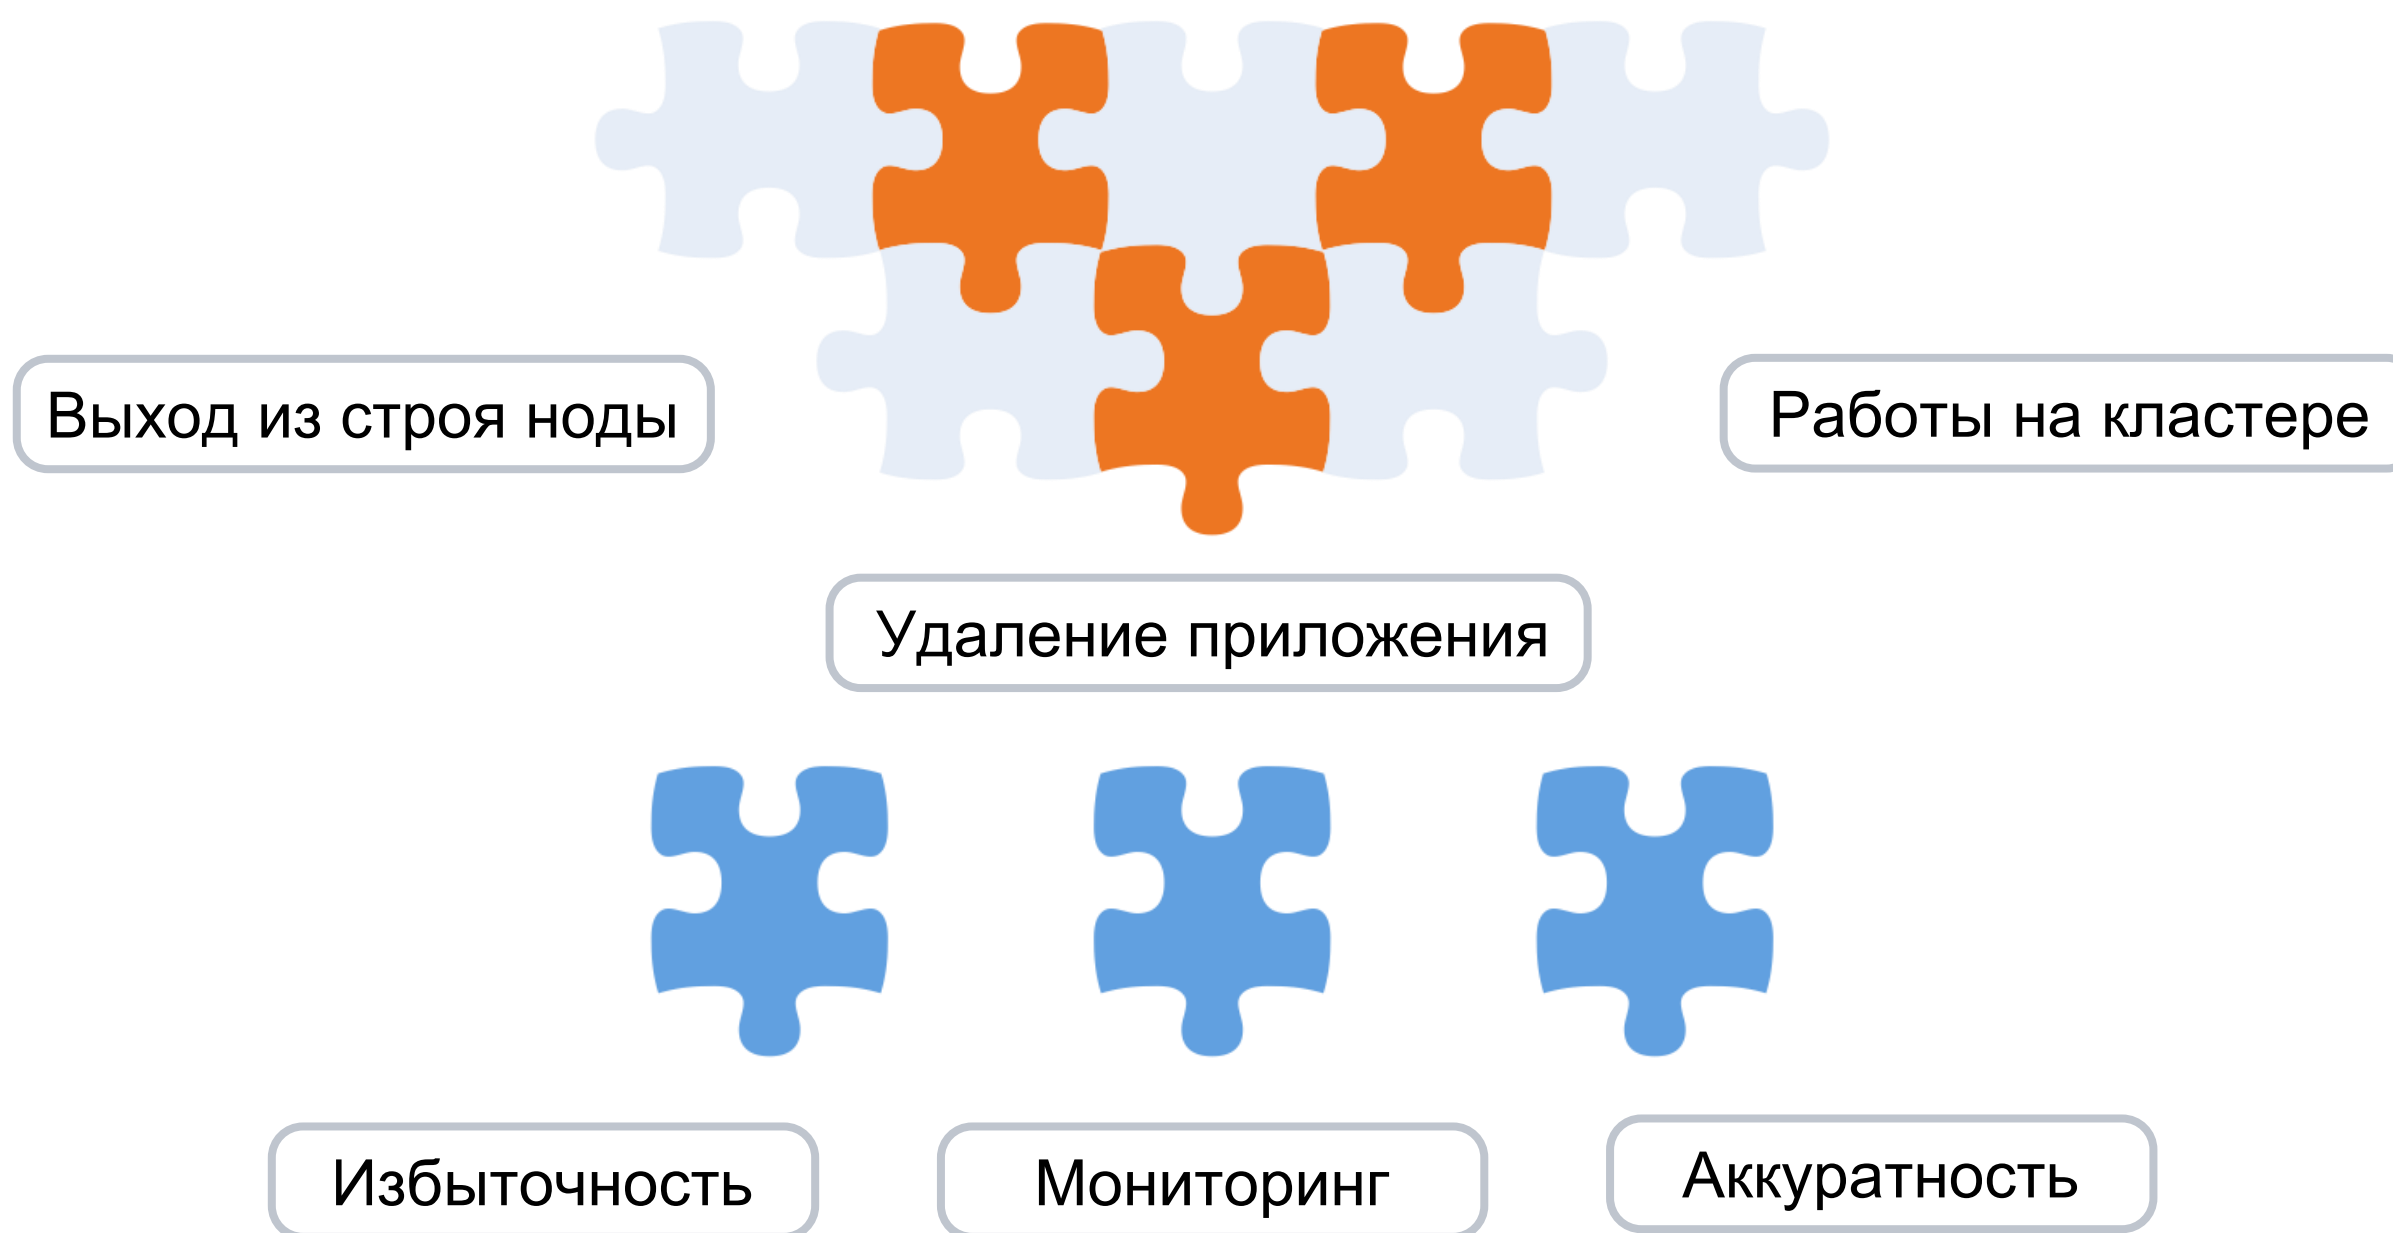 Выход из строя ноды
Работы на кластере
Удаление приложения
Избыточность
Мониторинг
Аккуратность